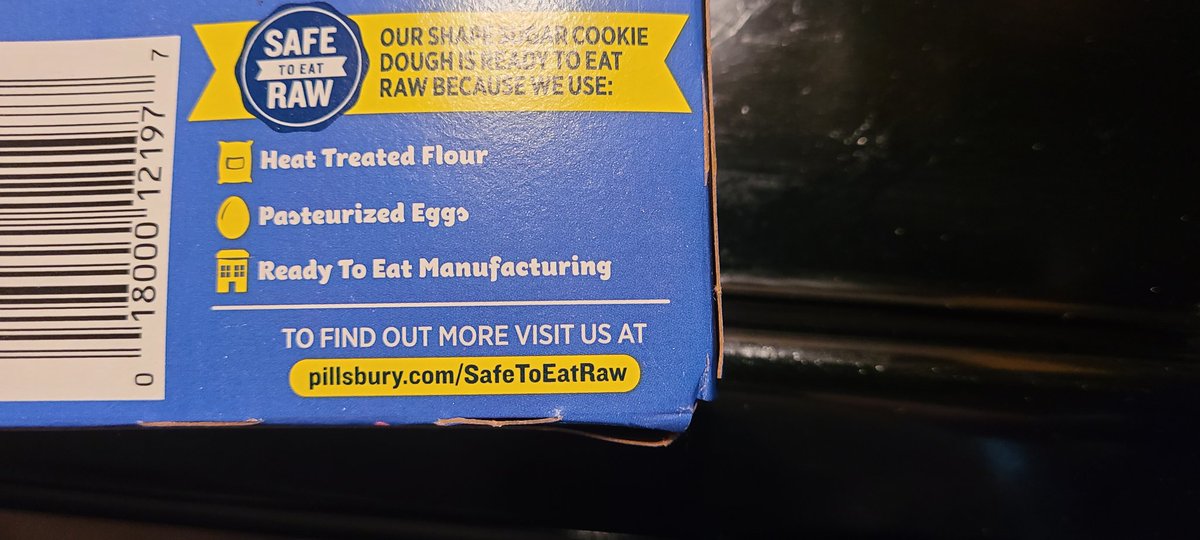 SAFE
TO EAT
RAW
OUR SHAPE SUGAR COOKIE
DOUGH IS READY TO EAT
RAW BECAUSE WE USE:
Heat Treated Flour
Pasteurized Eggs
Ready To Eat Manufacturing
TO FIND OUT MORE VISIT US AT
pillsbury.com/SafeToEatRaw
0 18000 12197 7